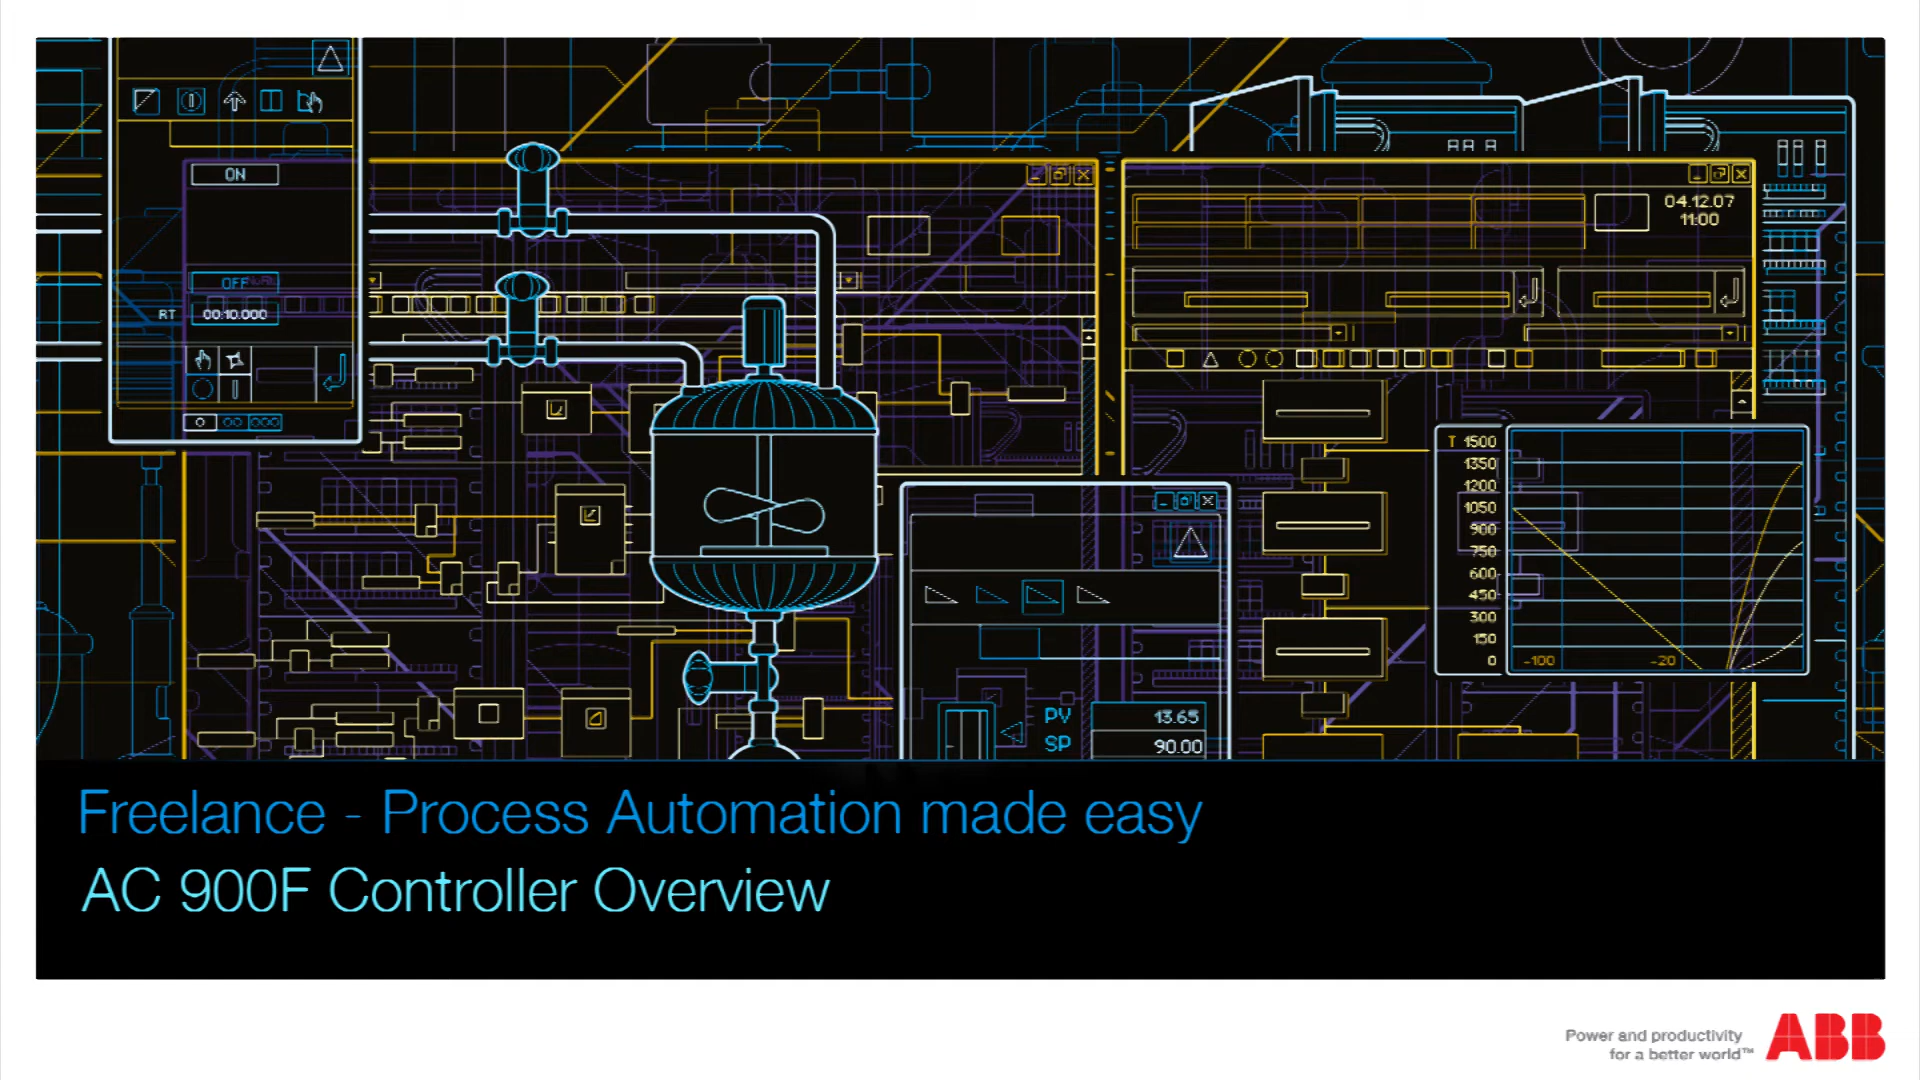 ON
04.12.07
11:00
OFF
RT 00:10.000
T 1500
1350
1200
1050
900
750
600
450
300
150
0
-100 -20
PV 13.65
SP 90.00
Freelance - Process Automation made easy
AC 900F Controller Overview
Power and productivity
for a better world™
ABB